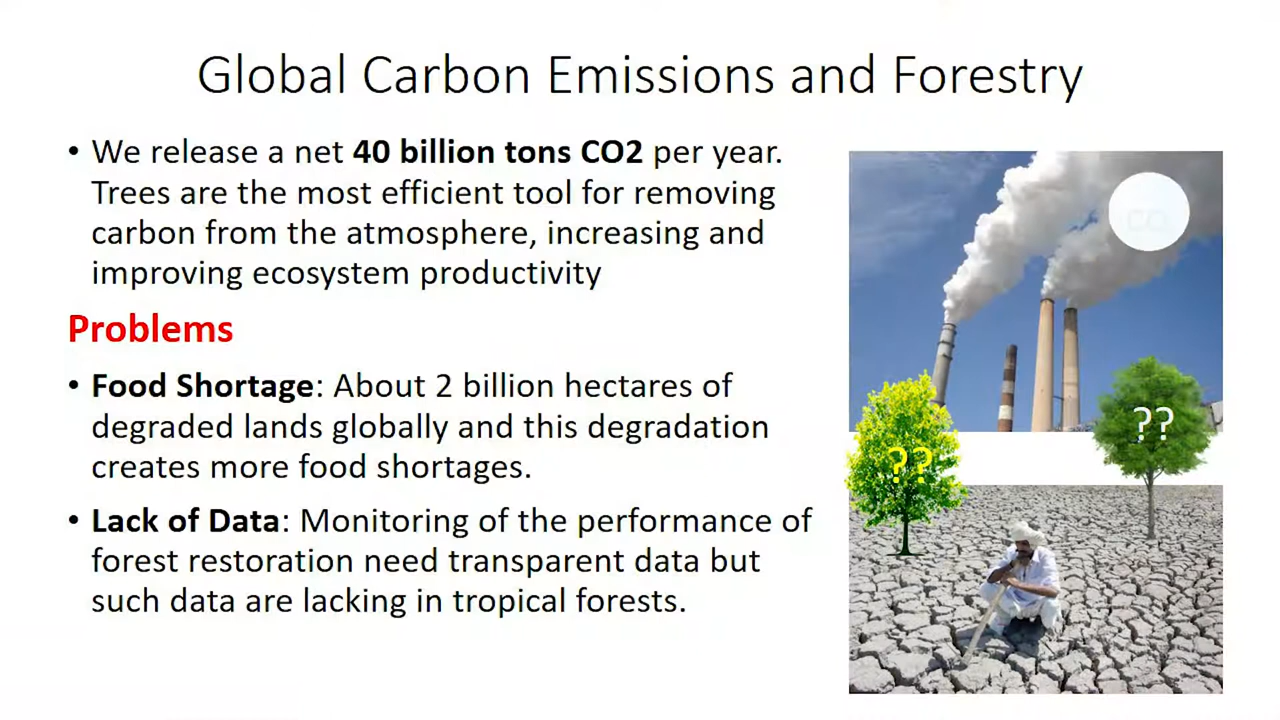 Global Carbon Emissions and Forestry
• We release a net 40 billion tons CO2 per year.
Trees are the most efficient tool for removing
carbon from the atmosphere, increasing and
improving ecosystem productivity
Problems
• Food Shortage: About 2 billion hectares of
degraded lands globally and this degradation
creates more food shortages.
• Lack of Data: Monitoring of the performance of
forest restoration need transparent data but
such data are lacking in tropical forests.
??
??